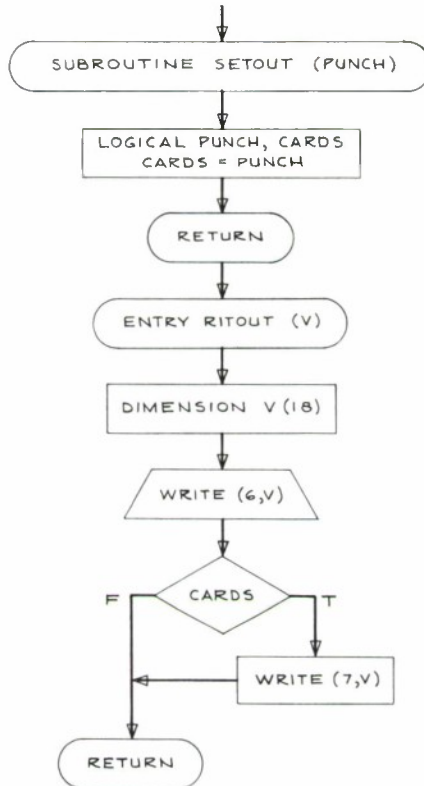 SUBROUTINE SETOUT (PUNCH)
LOGICAL PUNCH, CARDS
CARDS = PUNCH
RETURN
ENTRY RITOUT (V)
DIMENSION V(18)
WRITE (6,V)
F
CARDS
T
WRITE (7,V)
RETURN